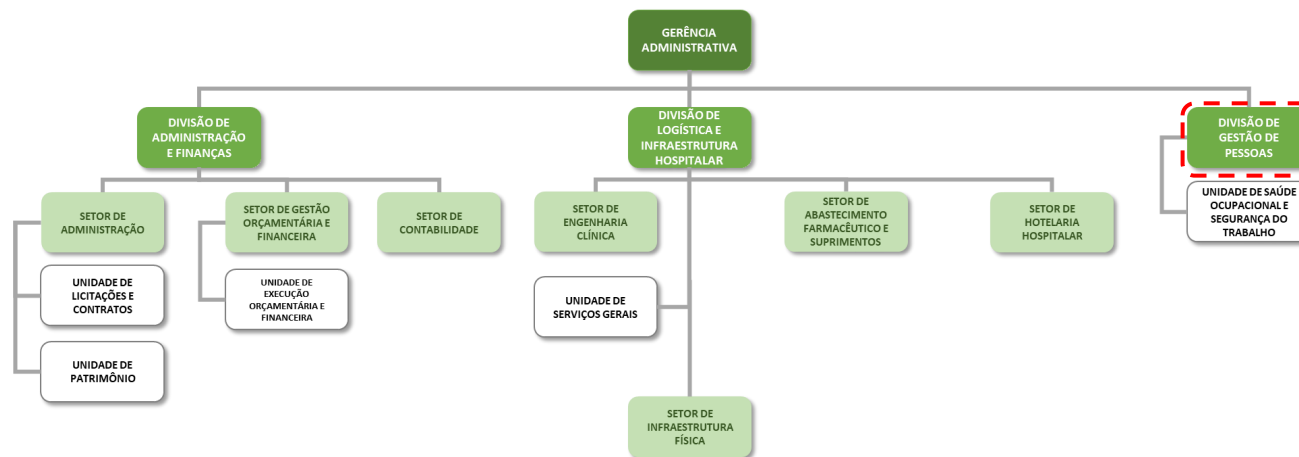 GERÊNCIA
ADMINISTRATIVA
DIVISÃO DE
ADMINISTRAÇÃO
E FINANÇAS
DIVISÃO DE
LOGÍSTICA E
INFRAESTRUTURA
HOSPITALAR
DIVISÃO DE
GESTÃO DE
PESSOAS
SETOR DE
ADMINISTRAÇÃO
SETOR DE GESTÃO
ORÇAMENTÁRIA E
FINANCEIRA
SETOR DE
CONTABILIDADE
SETOR DE
ENGENHARIA
CLÍNICA
SETOR DE
ABASTECIMENTO
FARMACÊUTICO E
SUPRIMENTOS
SETOR DE
HOTELARIA
HOSPITALAR
UNIDADE DE SAÚDE
OCUPACIONAL E
SEGURANÇA DO
TRABALHO
UNIDADE DE
LICITAÇÕES E
CONTRATOS
UNIDADE DE
EXECUÇÃO
ORÇAMENTÁRIA E
FINANCEIRA
UNIDADE DE
SERVIÇOS GERAIS
UNIDADE DE
PATRIMÔNIO
SETOR DE
INFRAESTRUTURA
FÍSICA